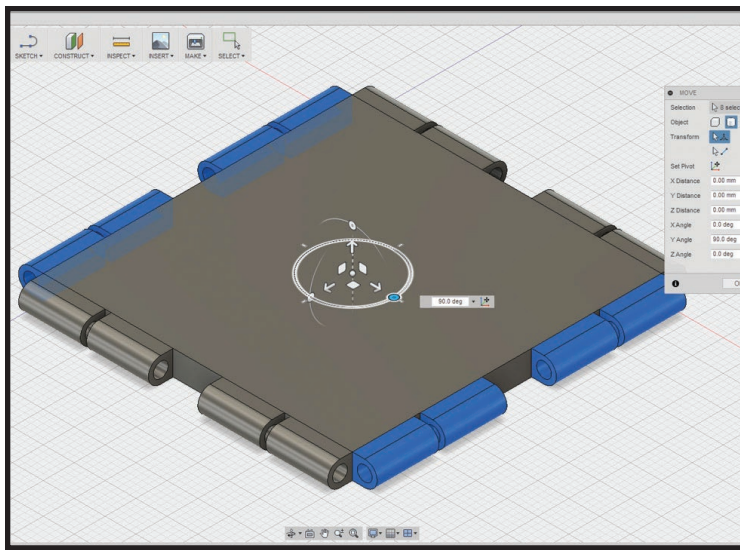 SKETCH ▾ CONSTRUCT ▾ INSPECT ▾ INSERT ▾ MAKE ▾ SELECT ▾
MOVE
Selection 8 selec
Object
Transform
Set Pivot
X Distance 0.00 mm
Y Distance 0.00 mm
Z Distance 0.00 mm
X Angle 0.0 deg
Y Angle 90.0 deg
Z Angle 0.0 deg
90.0 deg